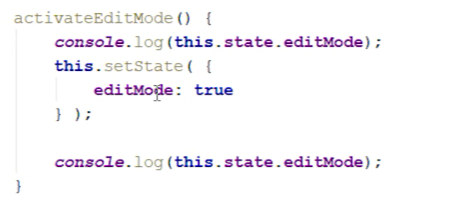 activateEditMode() {
    console.log(this.state.editMode);
    this.setState( {
        editMode: true
    } );

    console.log(this.state.editMode);
}